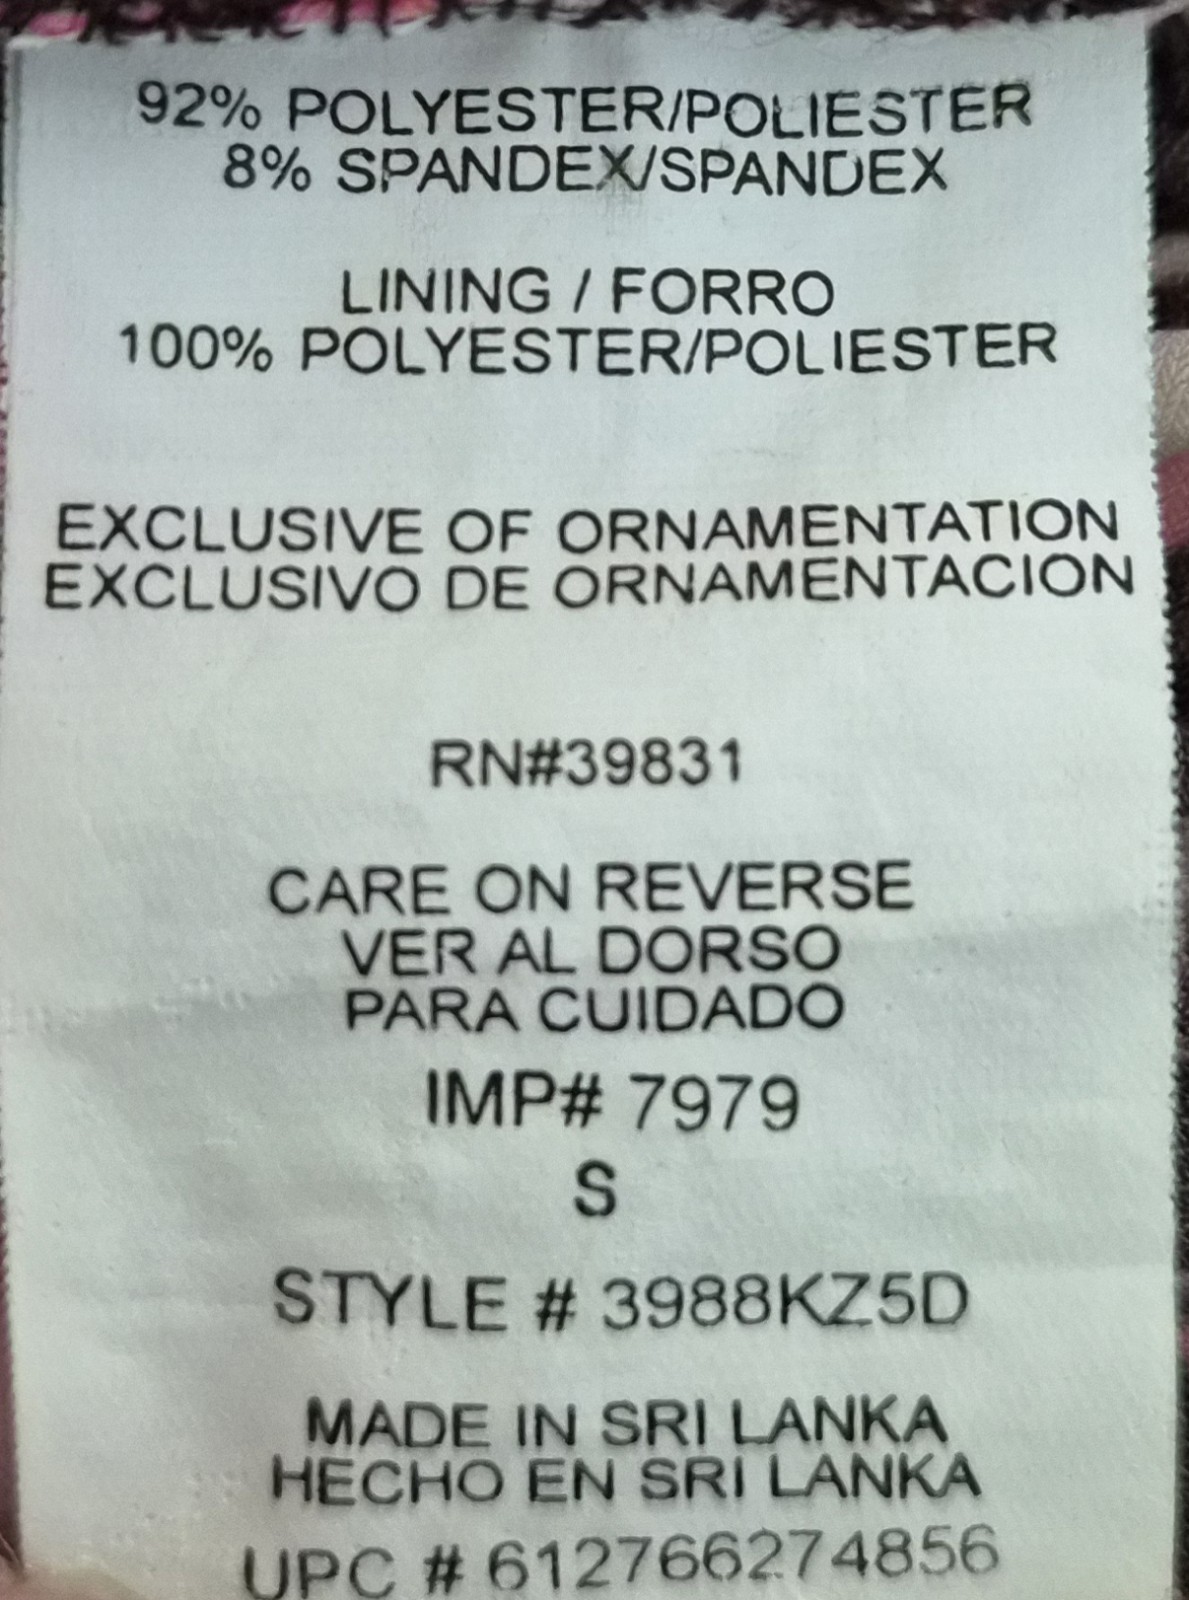 92% POLYESTER/POLIESTER
8% SPANDEX/SPANDEX
LINING / FORRO
100% POLYESTER/POLIESTER
EXCLUSIVE OF ORNAMENTATION
EXCLUSIVO DE ORNAMENTACION
RN#39831
CARE ON REVERSE
VER AL DORSO
PARA CUIDADO
IMP# 7979
S
STYLE # 3988KZ5D
MADE IN SRI LANKA
HECHO EN SRI LANKA
UPC # 612766274856